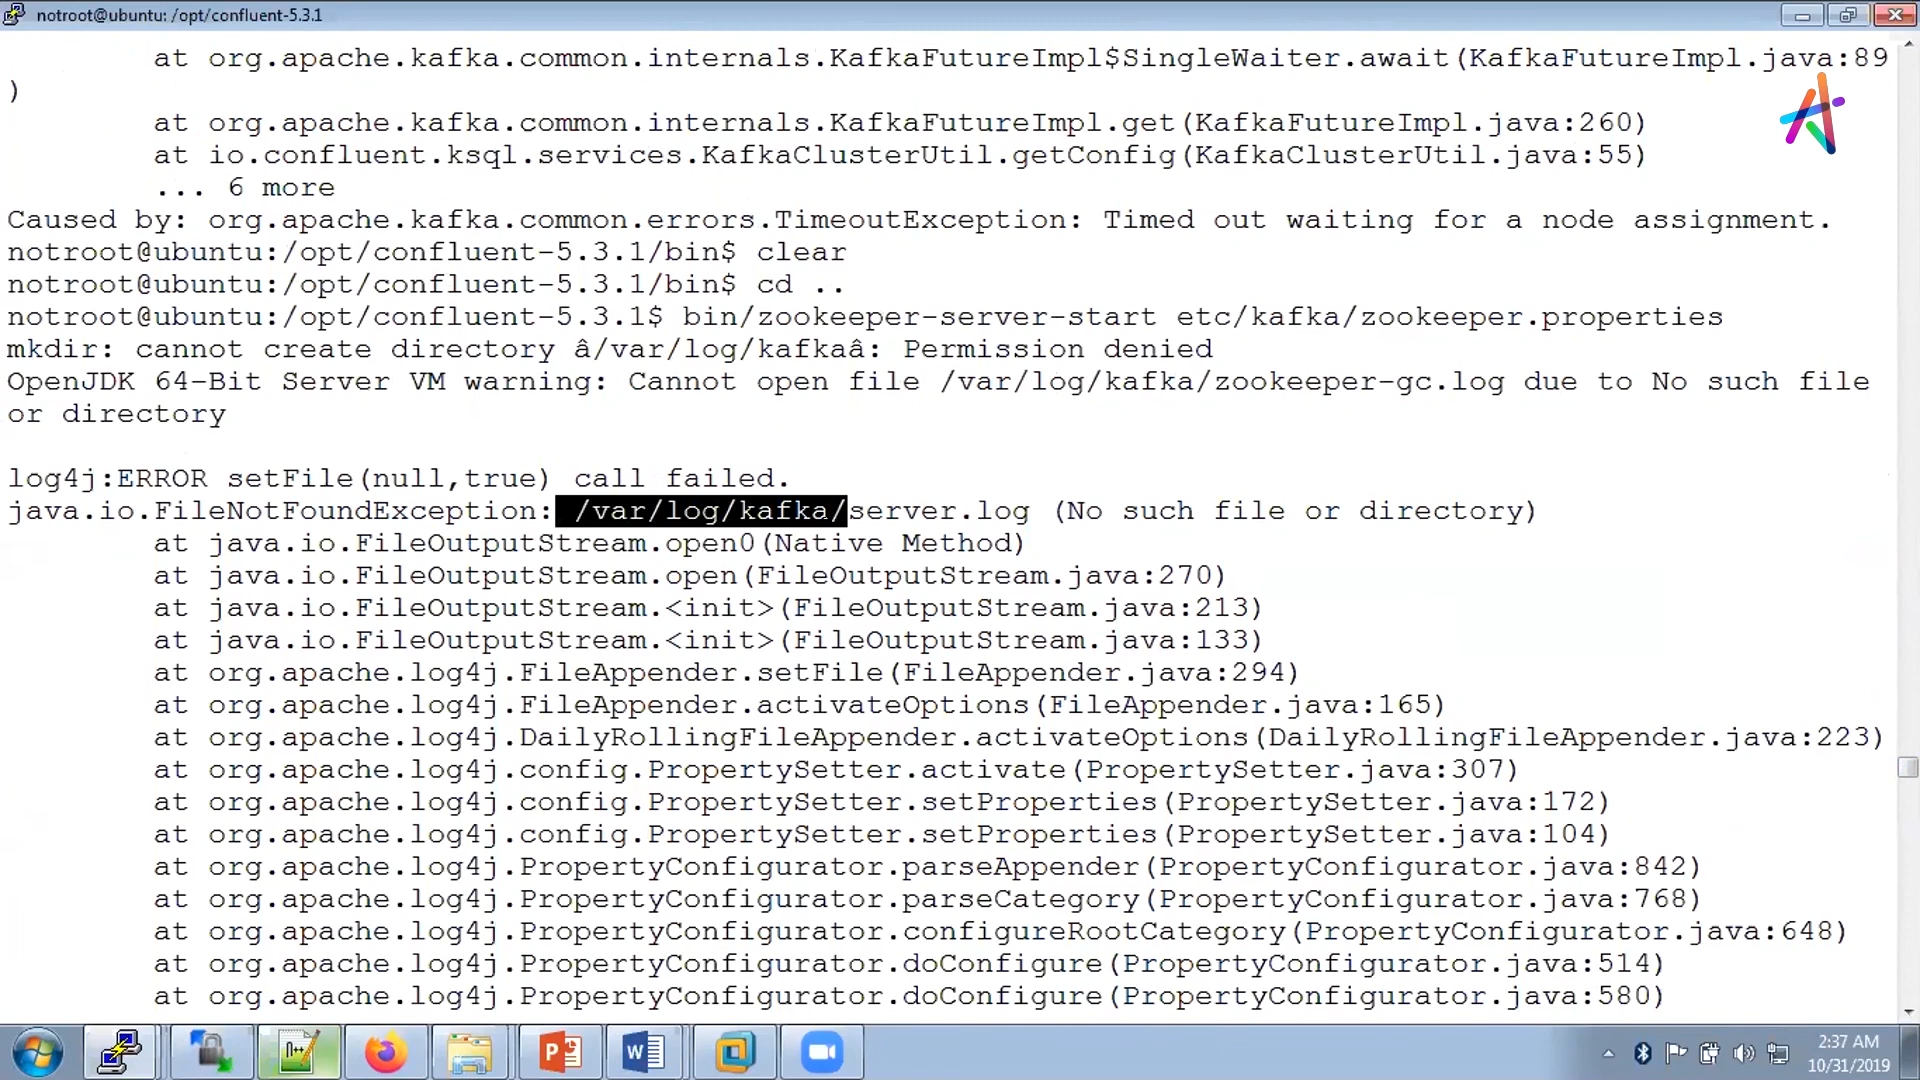 notroot@ubuntu: /opt/confluent-5.3.1
at org.apache.kafka.common.internals.KafkaFutureImpl$SingleWaiter.await(KafkaFutureImpl.java:89
)
at org.apache.kafka.common.internals.KafkaFutureImpl.get(KafkaFutureImpl.java:260)
at io.confluent.ksql.services.KafkaClusterUtil.getConfig(KafkaClusterUtil.java:55)
... 6 more
Caused by: org.apache.kafka.common.errors.TimeoutException: Timed out waiting for a node assignment.
notroot@ubuntu:/opt/confluent-5.3.1/bin$ clear
notroot@ubuntu:/opt/confluent-5.3.1/bin$ cd ..
notroot@ubuntu:/opt/confluent-5.3.1$ bin/zookeeper-server-start etc/kafka/zookeeper.properties
mkdir: cannot create directory â/var/log/kafkaâ: Permission denied
OpenJDK 64-Bit Server VM warning: Cannot open file /var/log/kafka/zookeeper-gc.log due to No such file
or directory
log4j:ERROR setFile(null,true) call failed.
java.io.FileNotFoundException: /var/log/kafka/server.log (No such file or directory)
at java.io.FileOutputStream.open0(Native Method)
at java.io.FileOutputStream.open(FileOutputStream.java:270)
at java.io.FileOutputStream.<init>(FileOutputStream.java:213)
at java.io.FileOutputStream.<init>(FileOutputStream.java:133)
at org.apache.log4j.FileAppender.setFile(FileAppender.java:294)
at org.apache.log4j.FileAppender.activateOptions(FileAppender.java:165)
at org.apache.log4j.DailyRollingFileAppender.activateOptions(DailyRollingFileAppender.java:223)
at org.apache.log4j.config.PropertySetter.activate(PropertySetter.java:307)
at org.apache.log4j.config.PropertySetter.setProperties(PropertySetter.java:172)
at org.apache.log4j.config.PropertySetter.setProperties(PropertySetter.java:104)
at org.apache.log4j.PropertyConfigurator.parseAppender(PropertyConfigurator.java:842)
at org.apache.log4j.PropertyConfigurator.parseCategory(PropertyConfigurator.java:768)
at org.apache.log4j.PropertyConfigurator.configureRootCategory(PropertyConfigurator.java:648)
at org.apache.log4j.PropertyConfigurator.doConfigure(PropertyConfigurator.java:514)
at org.apache.log4j.PropertyConfigurator.doConfigure(PropertyConfigurator.java:580)
2:37 AM
10/31/2019